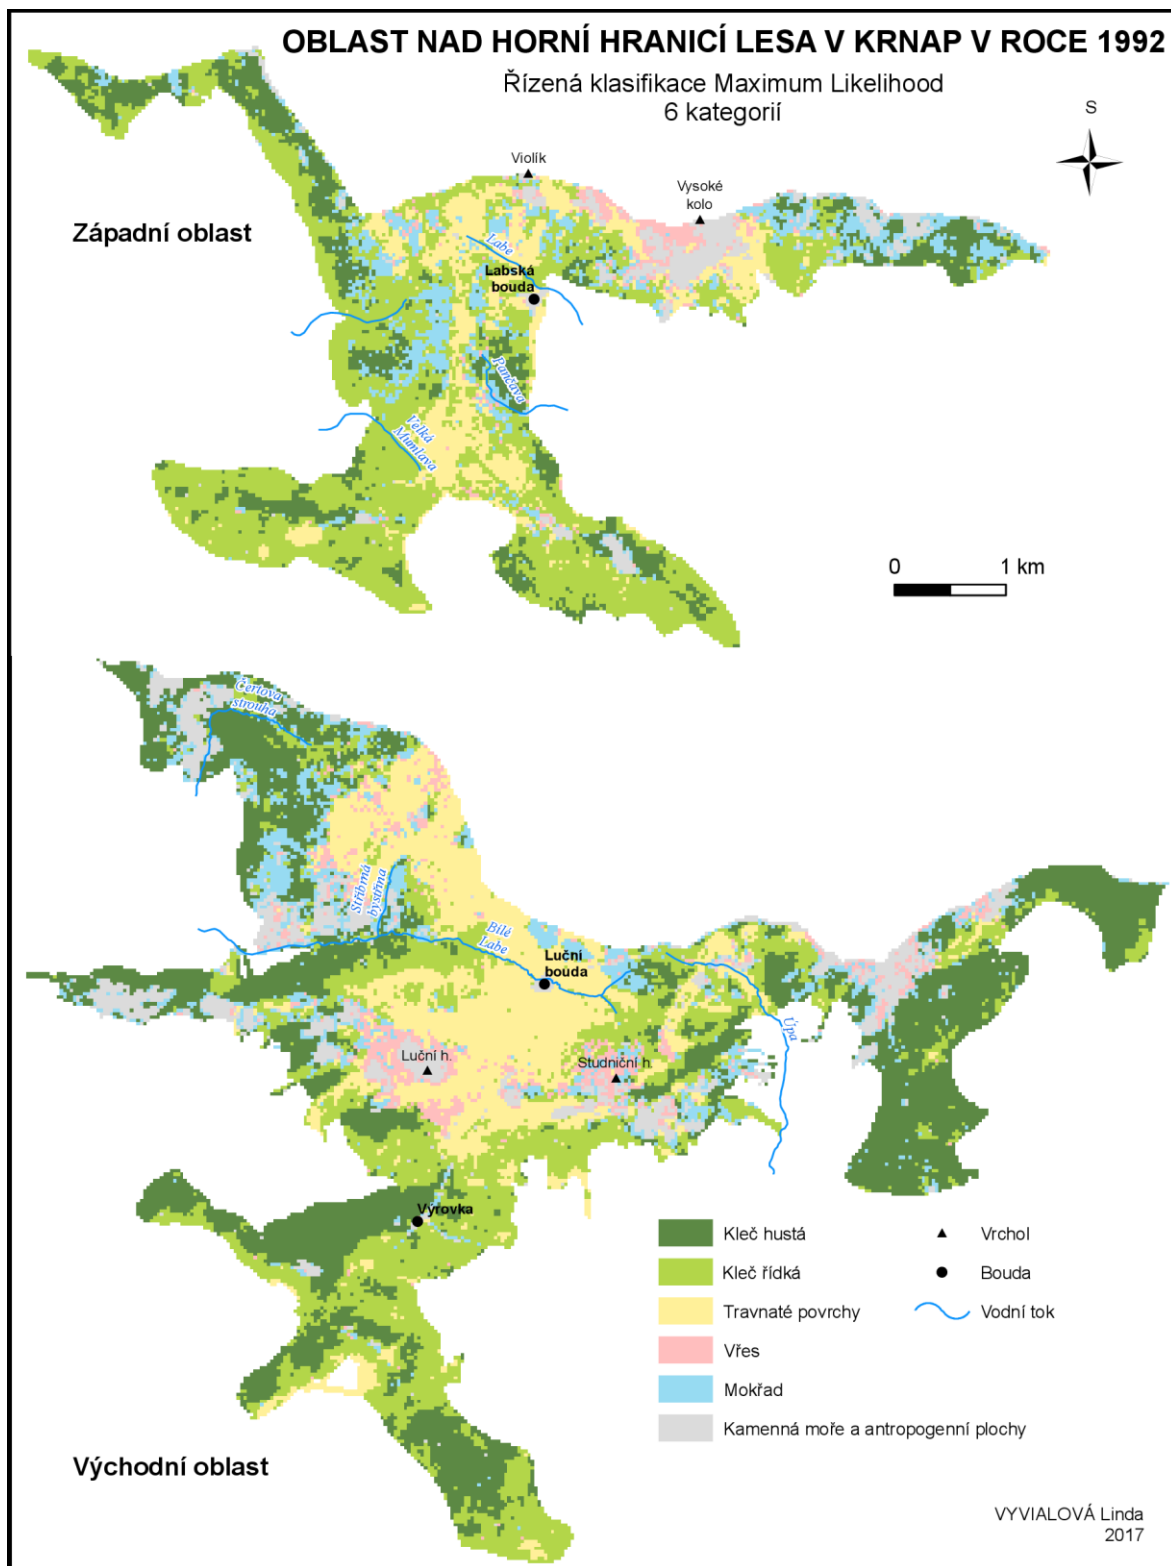 OBLAST NAD HORNÍ HRANICÍ LESA V KRNAP V ROCE 1992
Řízená klasifikace Maximum Likelihood
6 kategorií
S
Violík
Vysoké
kolo
Západní oblast
Labe
Labská
bouda
Pančava
Velká
Mumlava
0 1 km
Čertova
strouha
Stříbrná
bystřina
Bílé
Labe
Luční
bouda
Úpa
Luční h.
Studniční h.
Výrovka
Kleč hustá
Vrchol
Kleč řídká
Bouda
Travnaté povrchy
Vodní tok
Vřes
Mokřad
Kamenná moře a antropogenní plochy
Východní oblast
VYVIALOVÁ Linda
2017